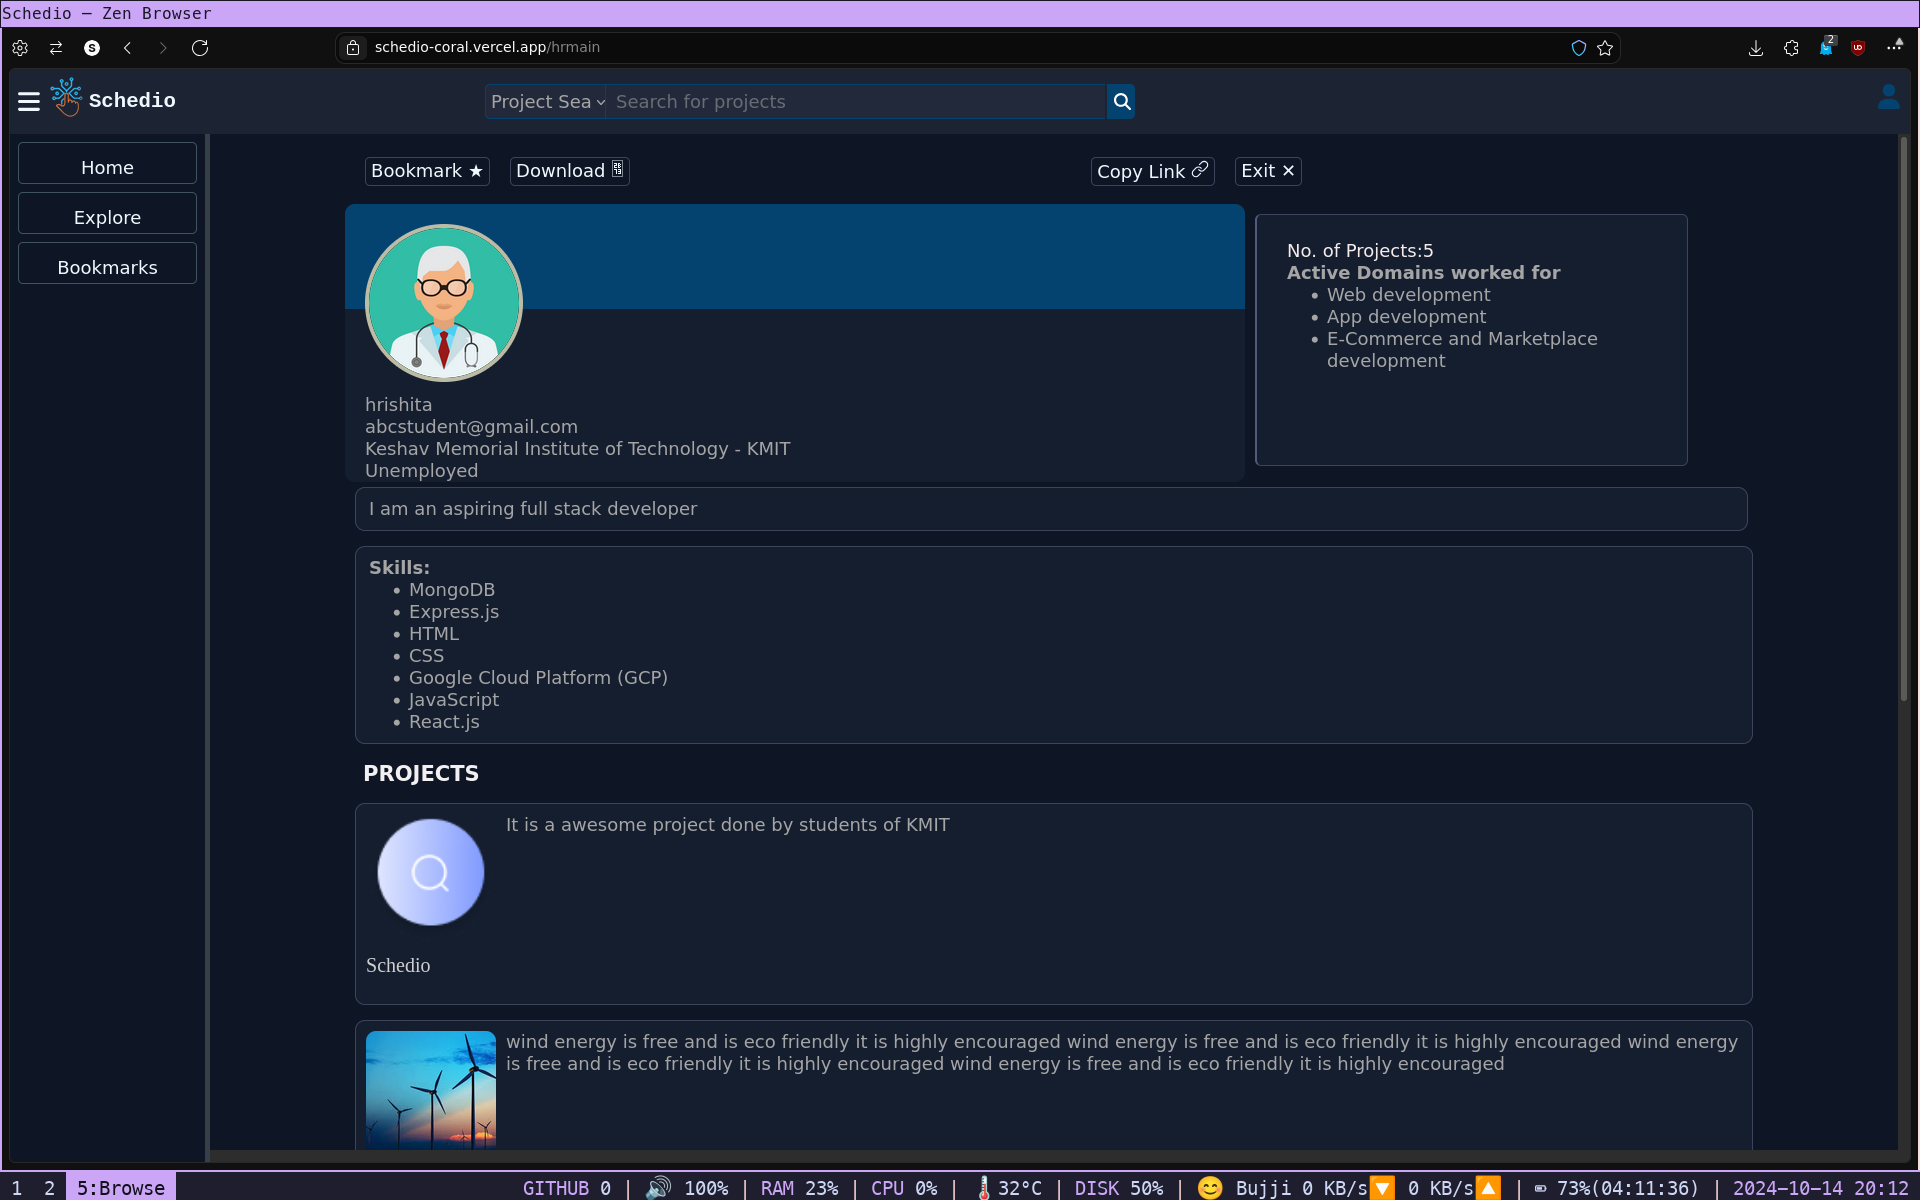 Schedio — Zen Browser
S
schedio-coral.vercel.app/hrmain
2
Schedio
Project Sea
Search for projects
Home
Explore
Bookmarks
Bookmark ★
Download
Copy Link
Exit ✕
hrishita
abcstudent@gmail.com
Keshav Memorial Institute of Technology - KMIT
Unemployed
No. of Projects:5
Active Domains worked for
• Web development
• App development
• E-Commerce and Marketplace
development
I am an aspiring full stack developer
Skills:
• MongoDB
• Express.js
• HTML
• CSS
• Google Cloud Platform (GCP)
• JavaScript
• React.js
PROJECTS
It is a awesome project done by students of KMIT
Schedio
wind energy is free and is eco friendly it is highly encouraged wind energy is free and is eco friendly it is highly encouraged wind energy
is free and is eco friendly it is highly encouraged wind energy is free and is eco friendly it is highly encouraged
1 2 5:Browse GITHUB 0 | 🔊 100% | RAM 23% | CPU 0% | 🌡32°C | DISK 50% | 😊 Bujji 0 KB/s🔽 0 KB/s🔼 | 73%(04:11:36) | 2024-10-14 20:12